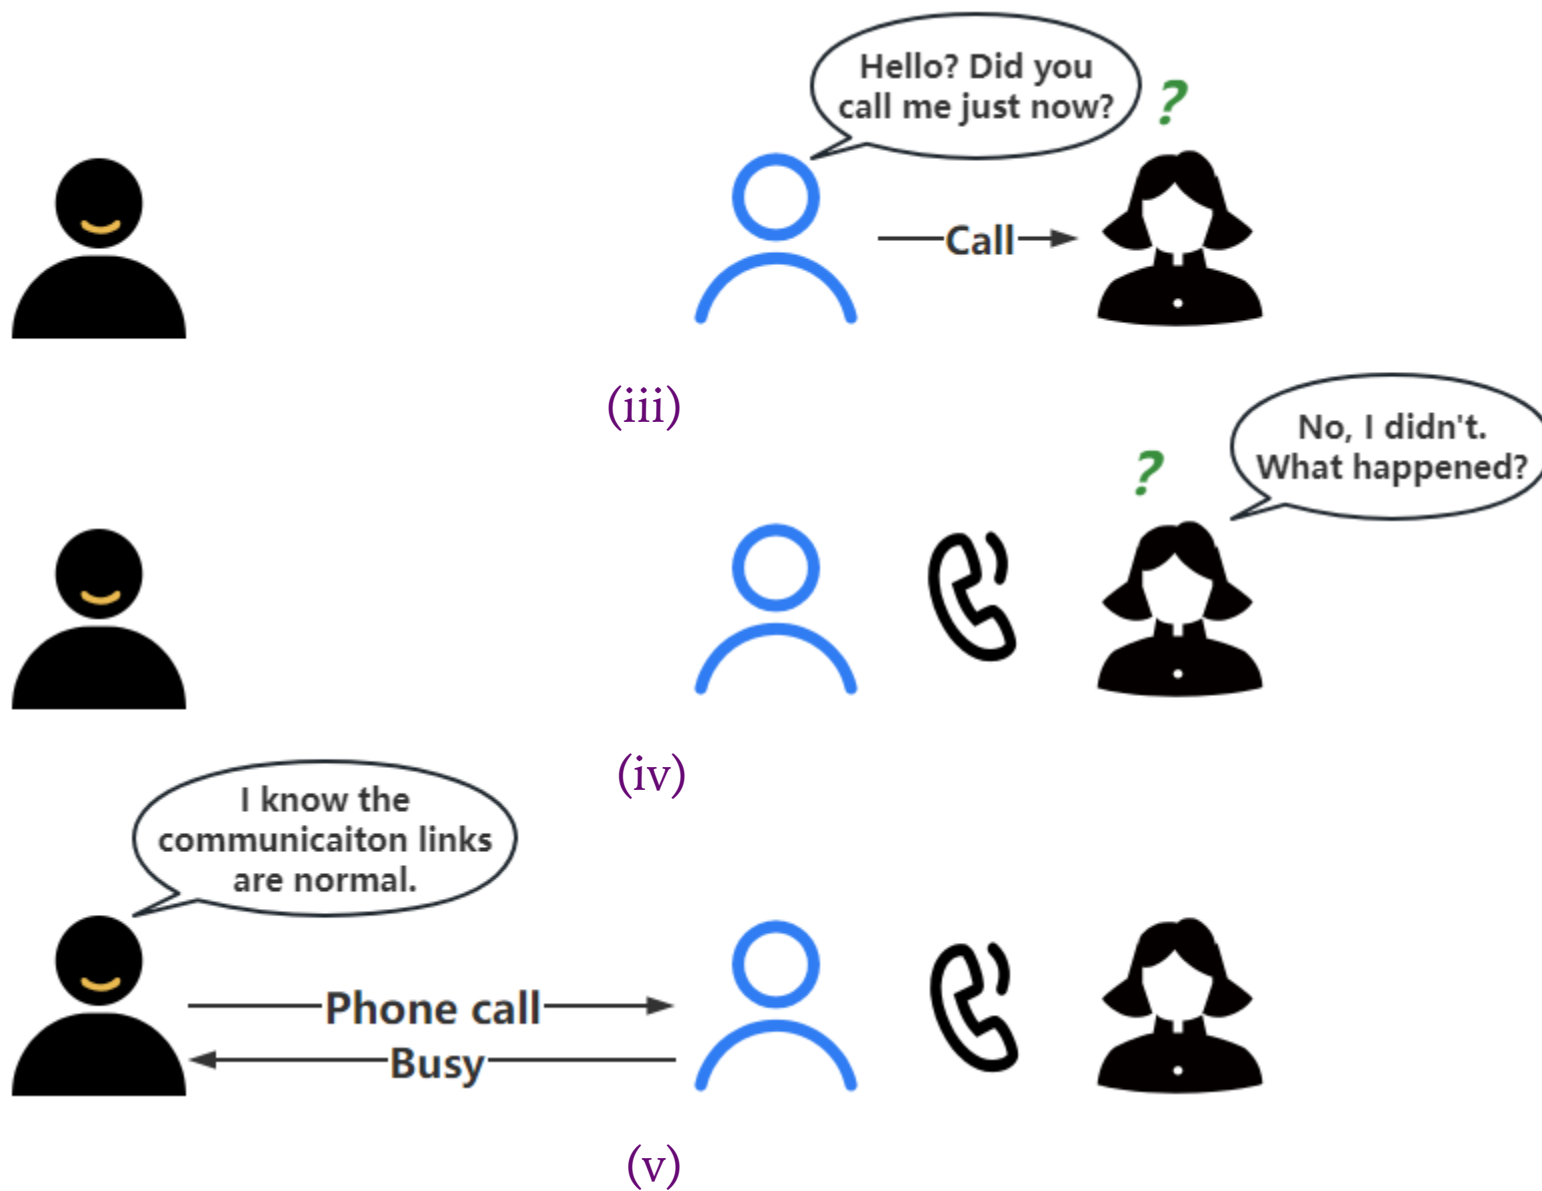 Hello? Did you
call me just now?
?
Call
(iii)
No, I didn't.
What happened?
?
(iv)
I know the
communicaiton links
are normal.
Phone call
Busy
(v)